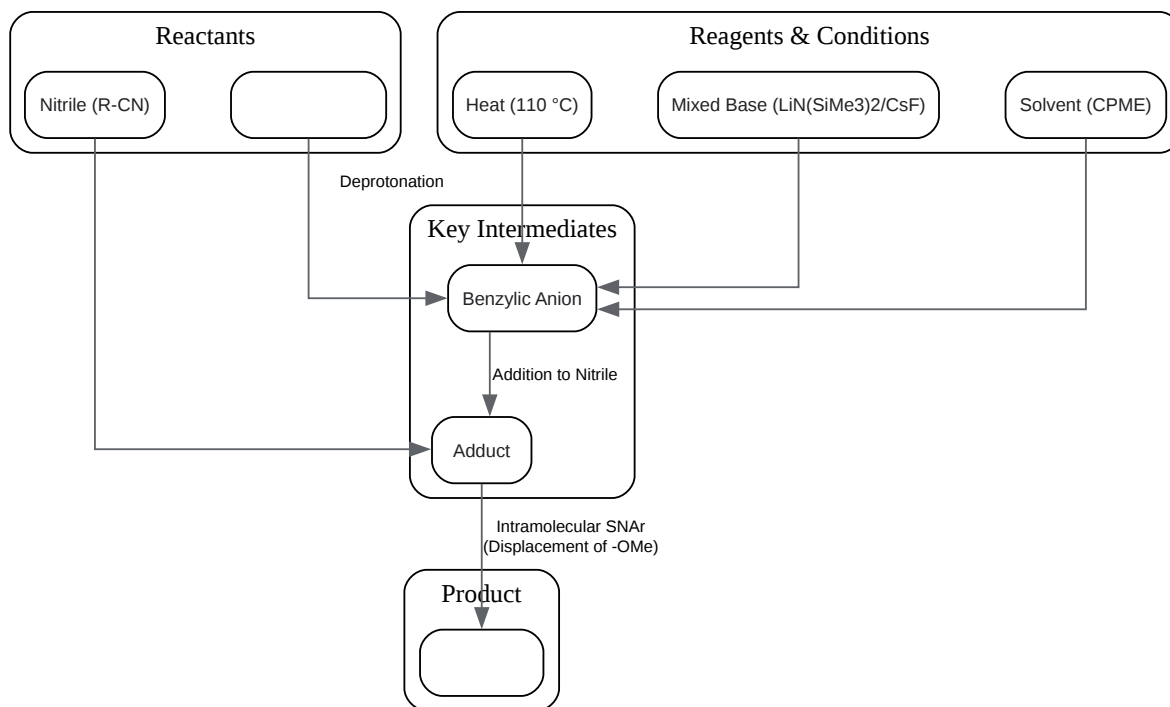 Reactants
Reagents & Conditions
Nitrile (R-CN)
Heat (110 °C)
Mixed Base (LiN(SiMe3)2/CsF)
Solvent (CPME)
Deprotonation
Key Intermediates
Benzylic Anion
Addition to Nitrile
Adduct
Intramolecular SNAr
(Displacement of -OMe)
Product